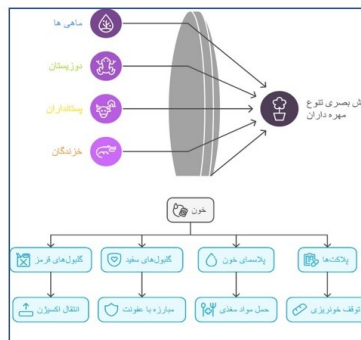 ماهی ها
دوزیستان
پستانداران
خزندگان
ش بصری تنوع
مهره داران
خون
گلبول‌های قرمز
گلبول‌های سفید
پلاسمای خون
پلاکت‌ها
انتقال اکسیژن
مبارزه با عفونت
حمل مواد مغذی
توقف خونریزی